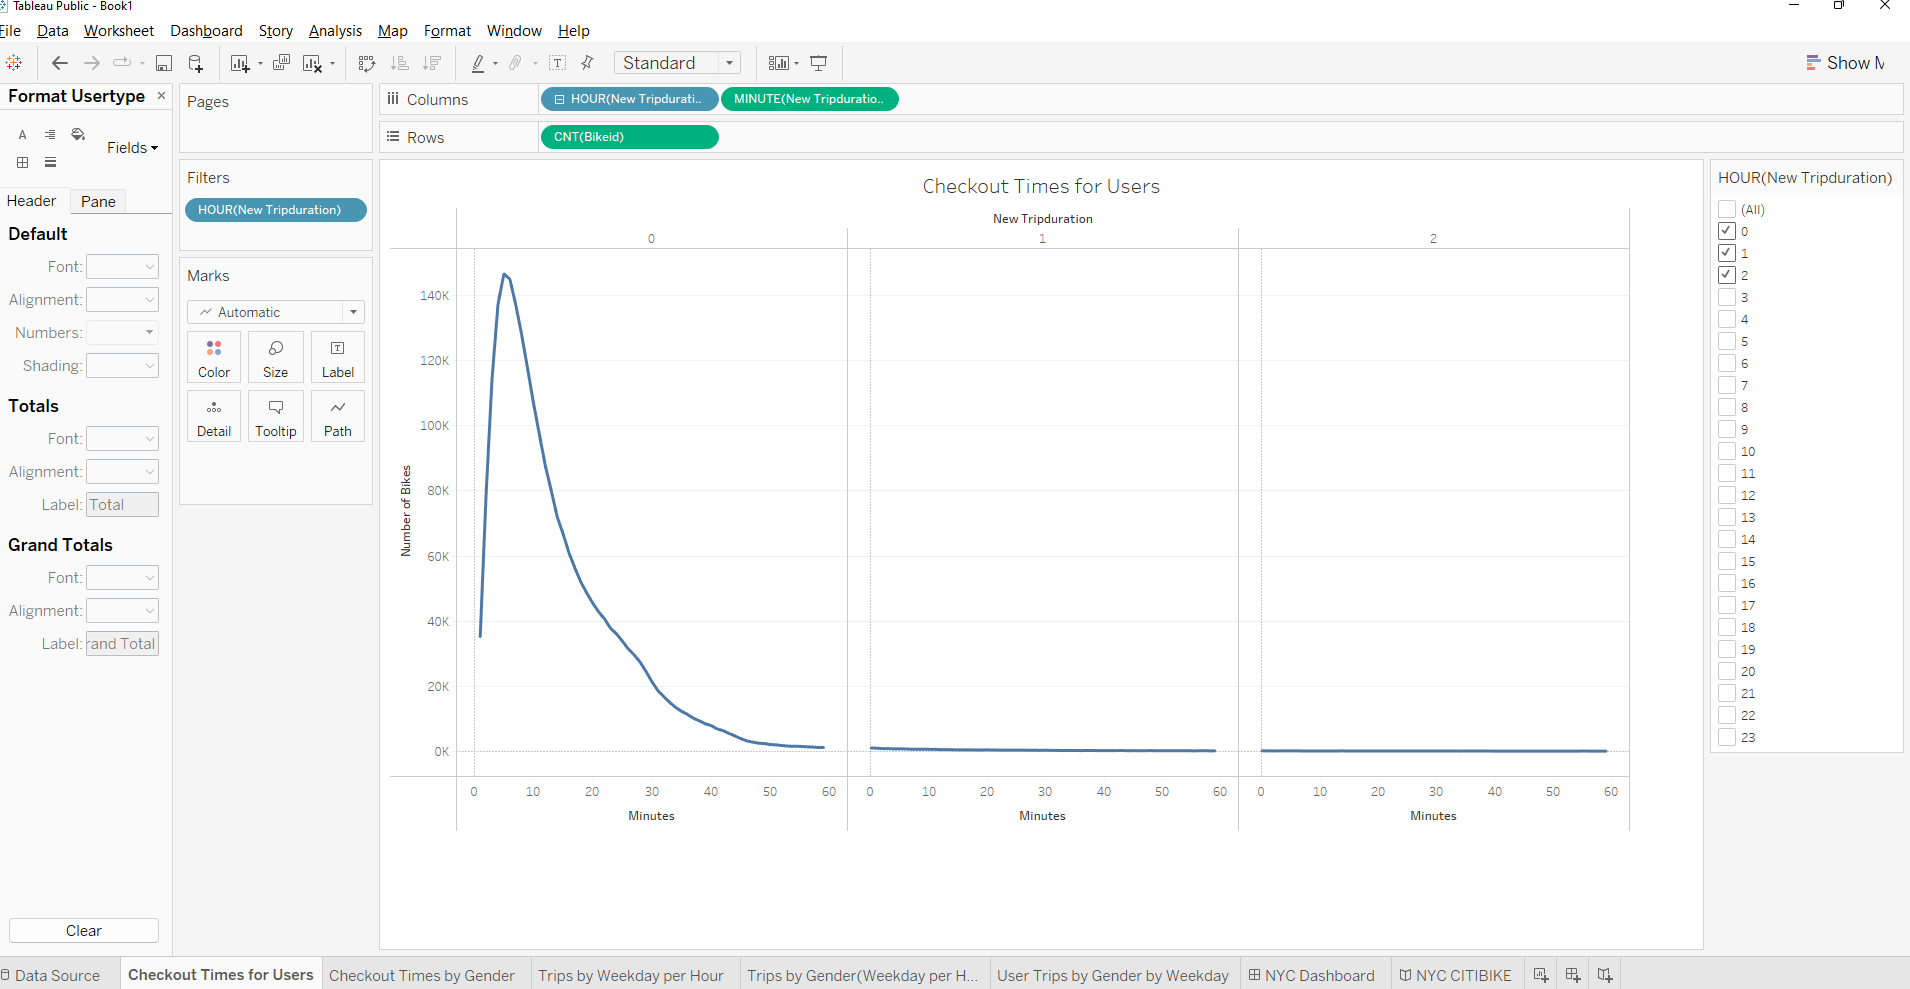 Tableau Public - Book1
File Data Worksheet Dashboard Story Analysis Map Format Window Help
Standard
Show M
Format Usertype
Fields
Header Pane
Default
Font:
Alignment:
Numbers:
Shading:
Totals
Font:
Alignment:
Label: Total
Grand Totals
Font:
Alignment:
Label: rand Total
Clear
Pages
Filters
HOUR(New Tripduration)
Marks
Automatic
Color Size Label
Detail Tooltip Path
Columns HOUR(New Tripdurati.. MINUTE(New Tripduratio..
Rows CNT(Bikeid)
Checkout Times for Users
New Tripduration
0 1 2
140K
120K
100K
80K
60K
40K
20K
0K
Number of Bikes
0 10 20 30 40 50 60 0 10 20 30 40 50 60 0 10 20 30 40 50 60
Minutes Minutes Minutes
HOUR(New Tripduration)
(All)
0
1
2
3
4
5
6
7
8
9
10
11
12
13
14
15
16
17
18
19
20
21
22
23
Data Source Checkout Times for Users Checkout Times by Gender Trips by Weekday per Hour Trips by Gender(Weekday per H... User Trips by Gender by Weekday NYC Dashboard NYC CITIBIKE